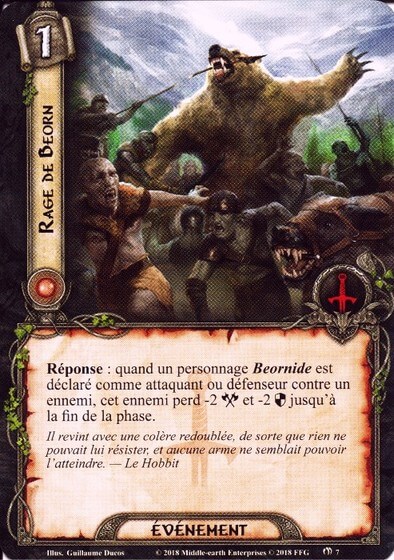 1
RAGE DE BEORN
Réponse : quand un personnage Beornide est
déclaré comme attaquant ou défenseur contre un
ennemi, cet ennemi perd -2 et -2 jusqu'à
la fin de la phase.
Il revint avec une colère redoublée, de sorte que rien ne
pouvait lui résister, et aucune arme ne semblait pouvoir
l'atteindre. — Le Hobbit
ÉVÉNEMENT
Illus. Guillaume Ducos © 2018 Middle-earth Enterprises © 2018 FFG 7